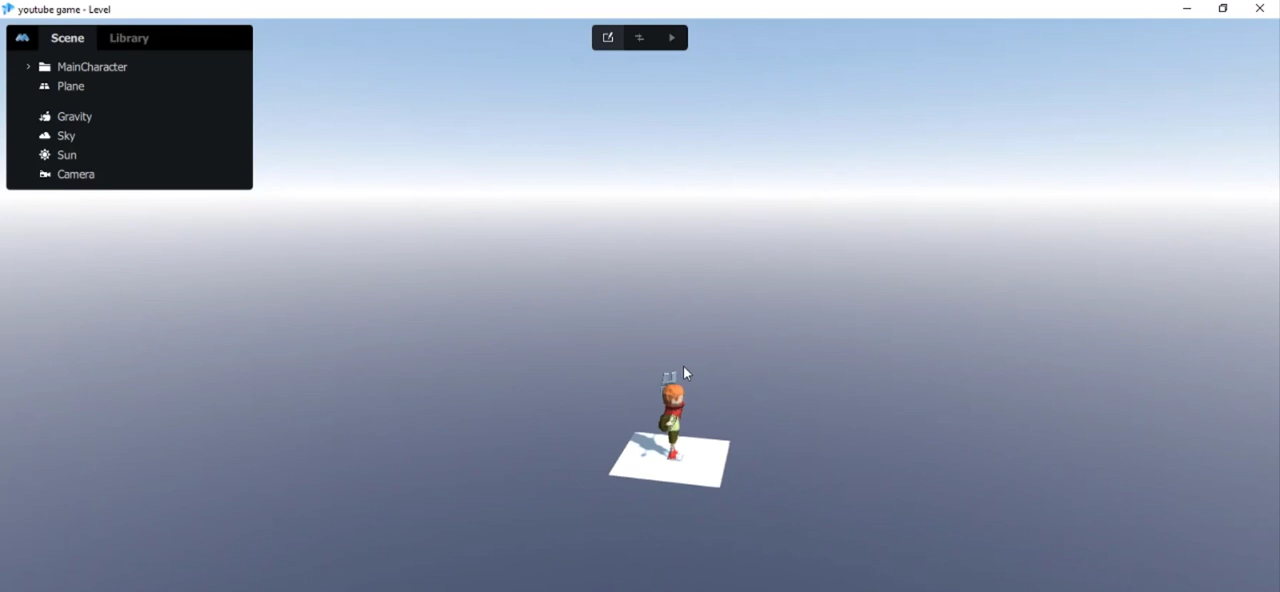 youtube game - Level
Scene
Library
MainCharacter
Plane
Gravity
Sky
Sun
Camera